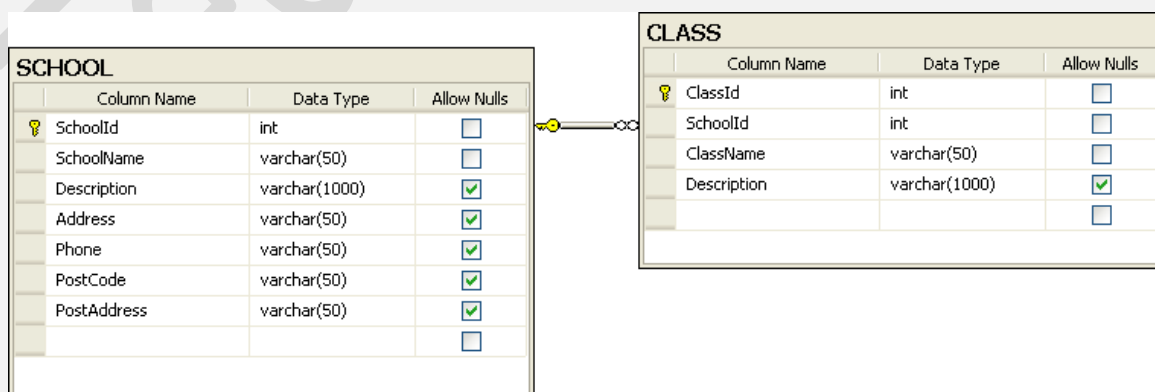 SCHOOL
Column Name Data Type Allow Nulls
SchoolId int
SchoolName varchar(50)
Description varchar(1000)
Address varchar(50)
Phone varchar(50)
PostCode varchar(50)
PostAddress varchar(50)
CLASS
Column Name Data Type Allow Nulls
ClassId int
SchoolId int
ClassName varchar(50)
Description varchar(1000)